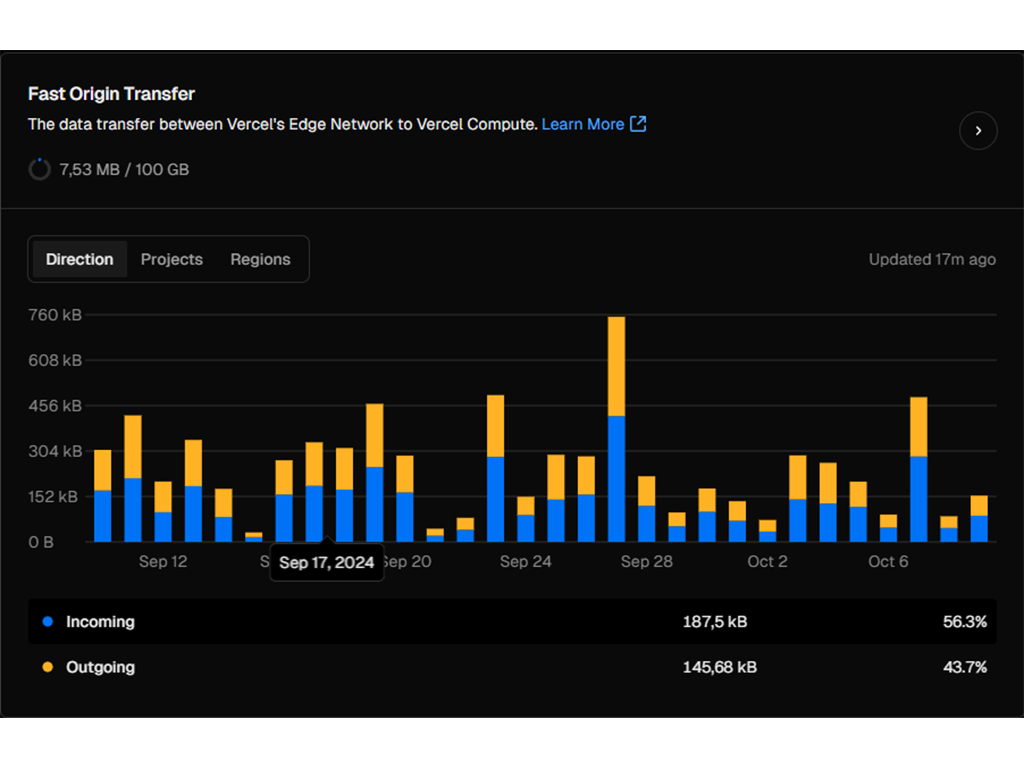 Fast Origin Transfer
The data transfer between Vercel's Edge Network to Vercel Compute. Learn More
7,53 MB / 100 GB
Direction Projects Regions
Updated 17m ago
760 kB
608 kB
456 kB
304 kB
152 kB
0 B
Sep 12 S Sep 17, 2024 Sep 20 Sep 24 Sep 28 Oct 2 Oct 6
Incoming 187,5 kB 56.3%
Outgoing 145,68 kB 43.7%